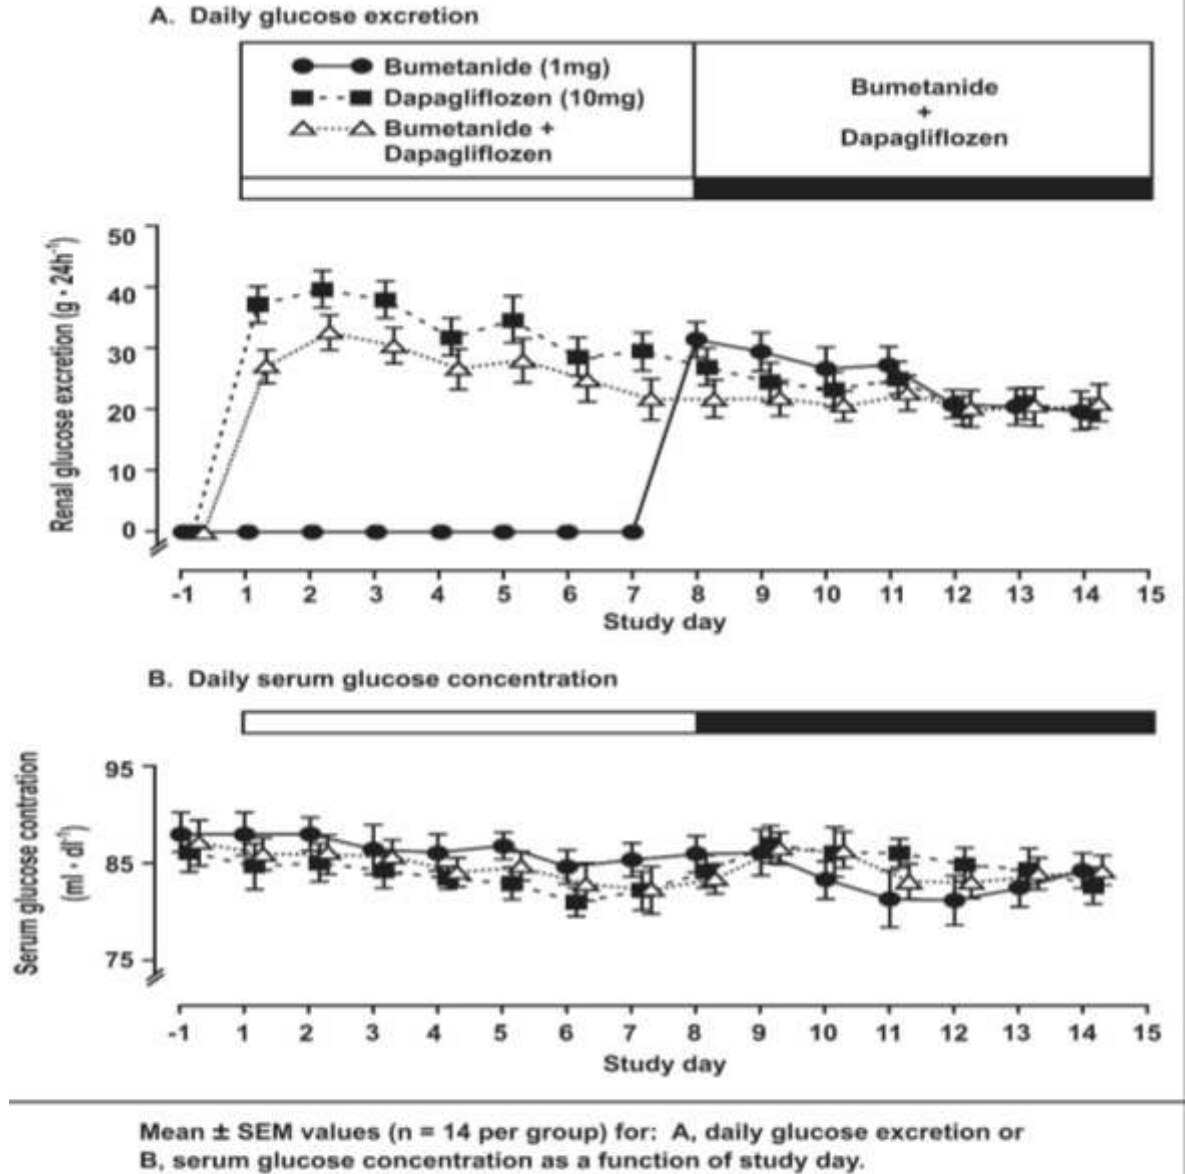 A. Daily glucose excretion
Bumetanide (1mg)
Dapagliflozen (10mg)
Bumetanide +
Dapagliflozen
Bumetanide
+
Dapagliflozen
Renal glucose excretion (g · 24h⁻¹)
50
40
30
20
10
0
-1 1 2 3 4 5 6 7 8 9 10 11 12 13 14 15
Study day
B. Daily serum glucose concentration
Serum glucose contration
(ml · dl⁻¹)
95
85
75
-1 1 2 3 4 5 6 7 8 9 10 11 12 13 14 15
Study day
Mean ± SEM values (n = 14 per group) for: A, daily glucose excretion or
B, serum glucose concentration as a function of study day.